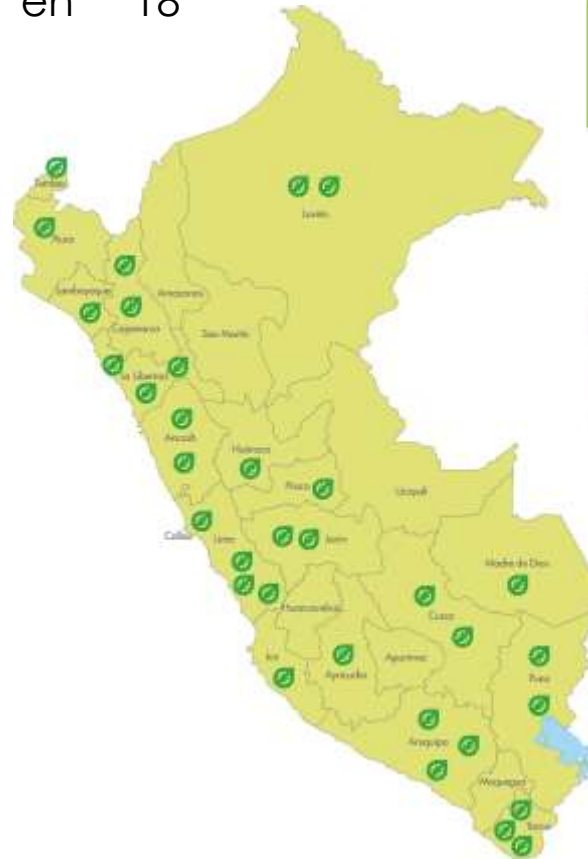 en 18
Tumbes
Loreto
Piura
Lambayeque
Amazonas
Cajamarca
San Martín
La Libertad
Ancash
Huánuco
Pasco
Ucayali
Callao
Lima
Junín
Madre de Dios
Huancavelica
Cusco
Ica
Ayacucho
Apurímac
Puno
Arequipa
Moquegua
Tacna